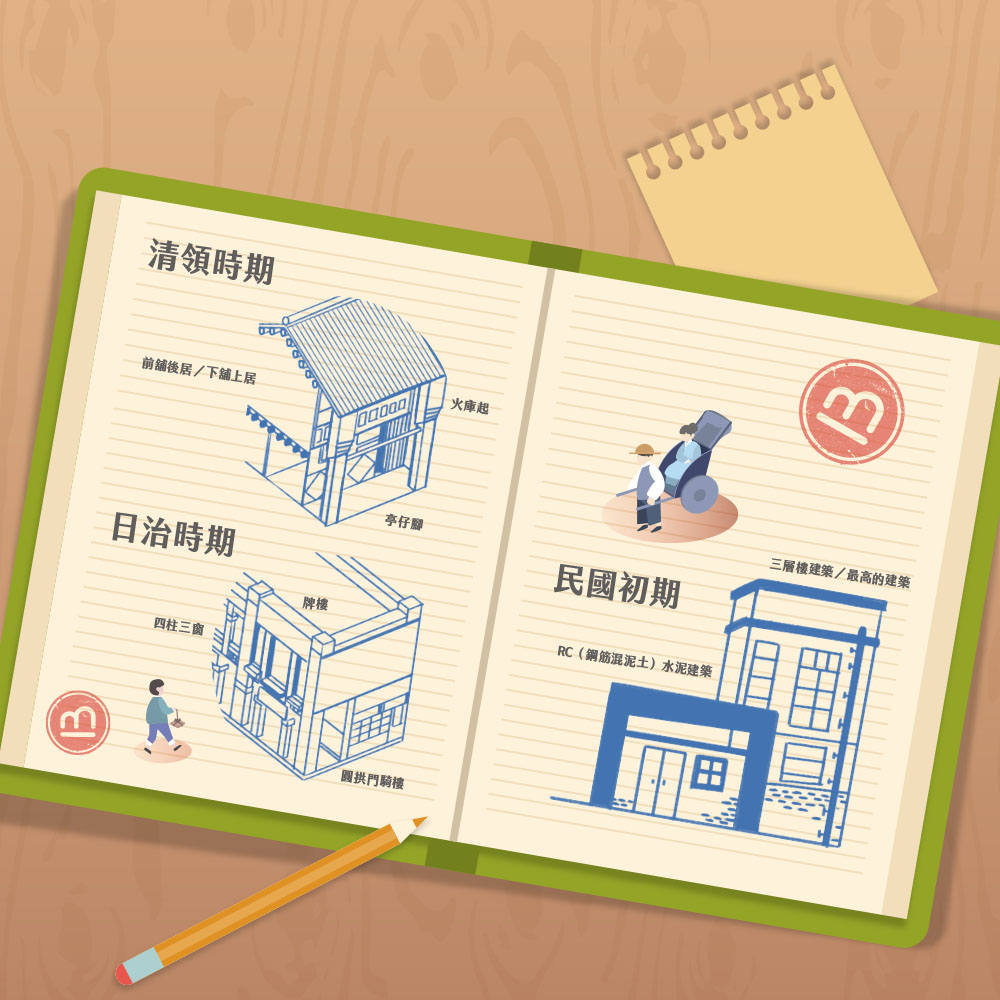 清領時期
前舖後居／下舖上居
火庫起
亭仔腳
日治時期
牌樓
四柱三窗
圓拱門騎樓
民國初期
三層樓建築／最高的建築
RC（鋼筋混泥土）水泥建築